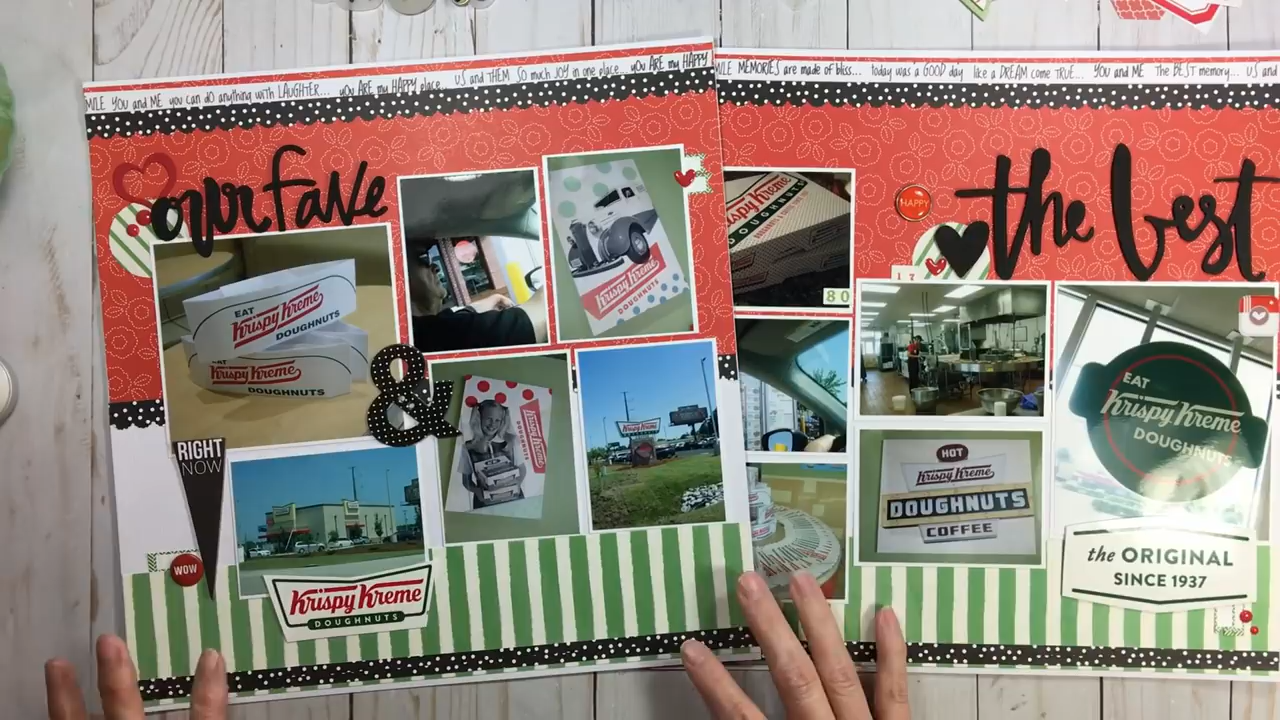 MILE YOU and ME you can do anything with LAUGHTER... you ARE my HAPPY place... US and THEM SO much JOY in one place... you ARE my HAPPY
MILE MEMORIES are made of bliss... today was a GOOD day like a DREAM come TRUE... YOU and ME The BEST memory... US and
our fave
&
the best
HAPPY
17
80
EAT
Krispy Kreme
DOUGHNUTS
Krispy Kreme
DOUGHNUTS
Krispy Kreme
DOUGHNUTS
Krispy Kreme
DOUGHNUTS
Krispy Kreme
Krispy Kreme
DOUGHNUTS
RIGHT
NOW
WOW
Krispy Kreme
DOUGHNUTS
HOT
Krispy Kreme
DOUGHNUTS
COFFEE
EAT
Krispy Kreme
DOUGHNUTS
the ORIGINAL
SINCE 1937